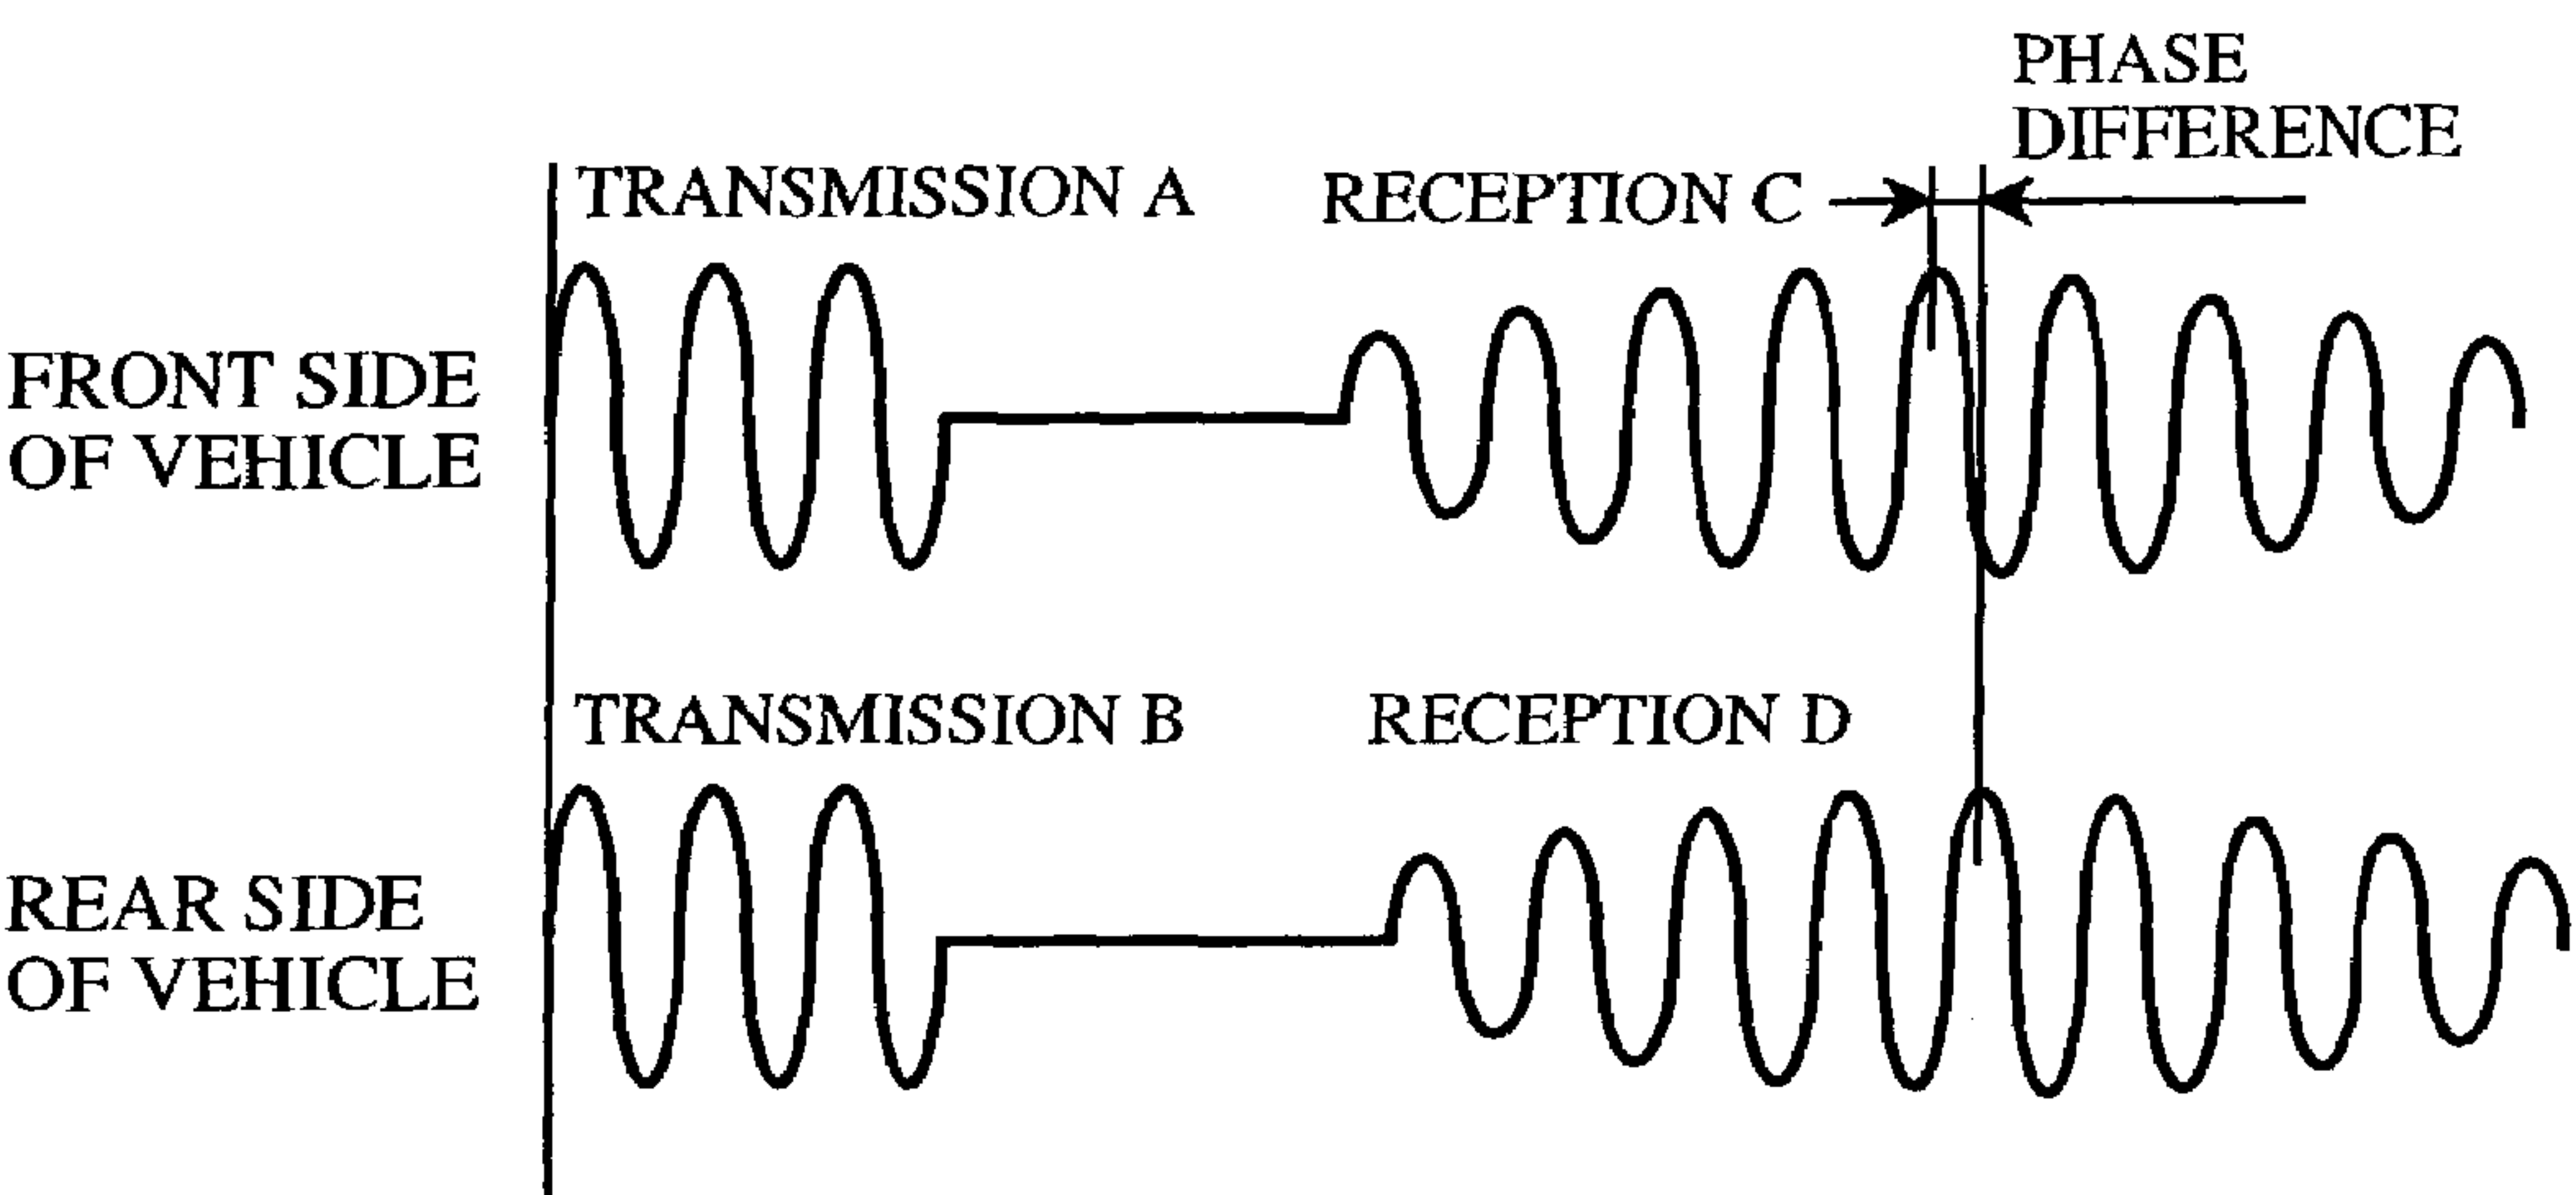 PHASE
DIFFERENCE
TRANSMISSION A
RECEPTION C
FRONT SIDE
OF VEHICLE
TRANSMISSION B
RECEPTION D
REAR SIDE
OF VEHICLE